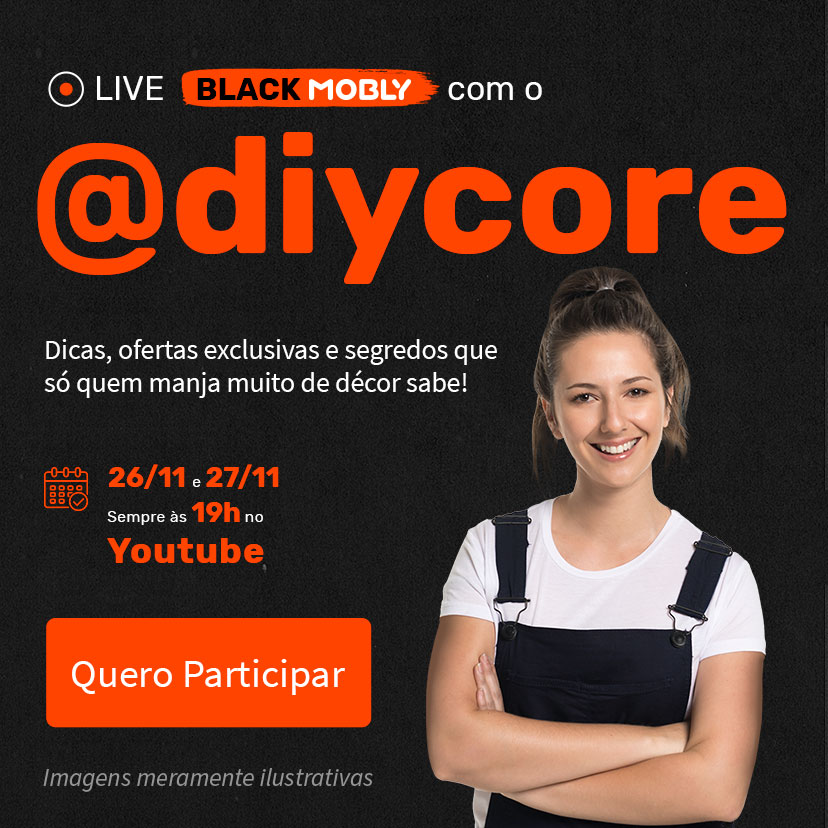 LIVE BLACK MOBLY com o
@diycore
Dicas, ofertas exclusivas e segredos que
só quem manja muito de décor sabe!
26/11 e 27/11
Sempre às 19h no
Youtube
Quero Participar
Imagens meramente ilustrativas